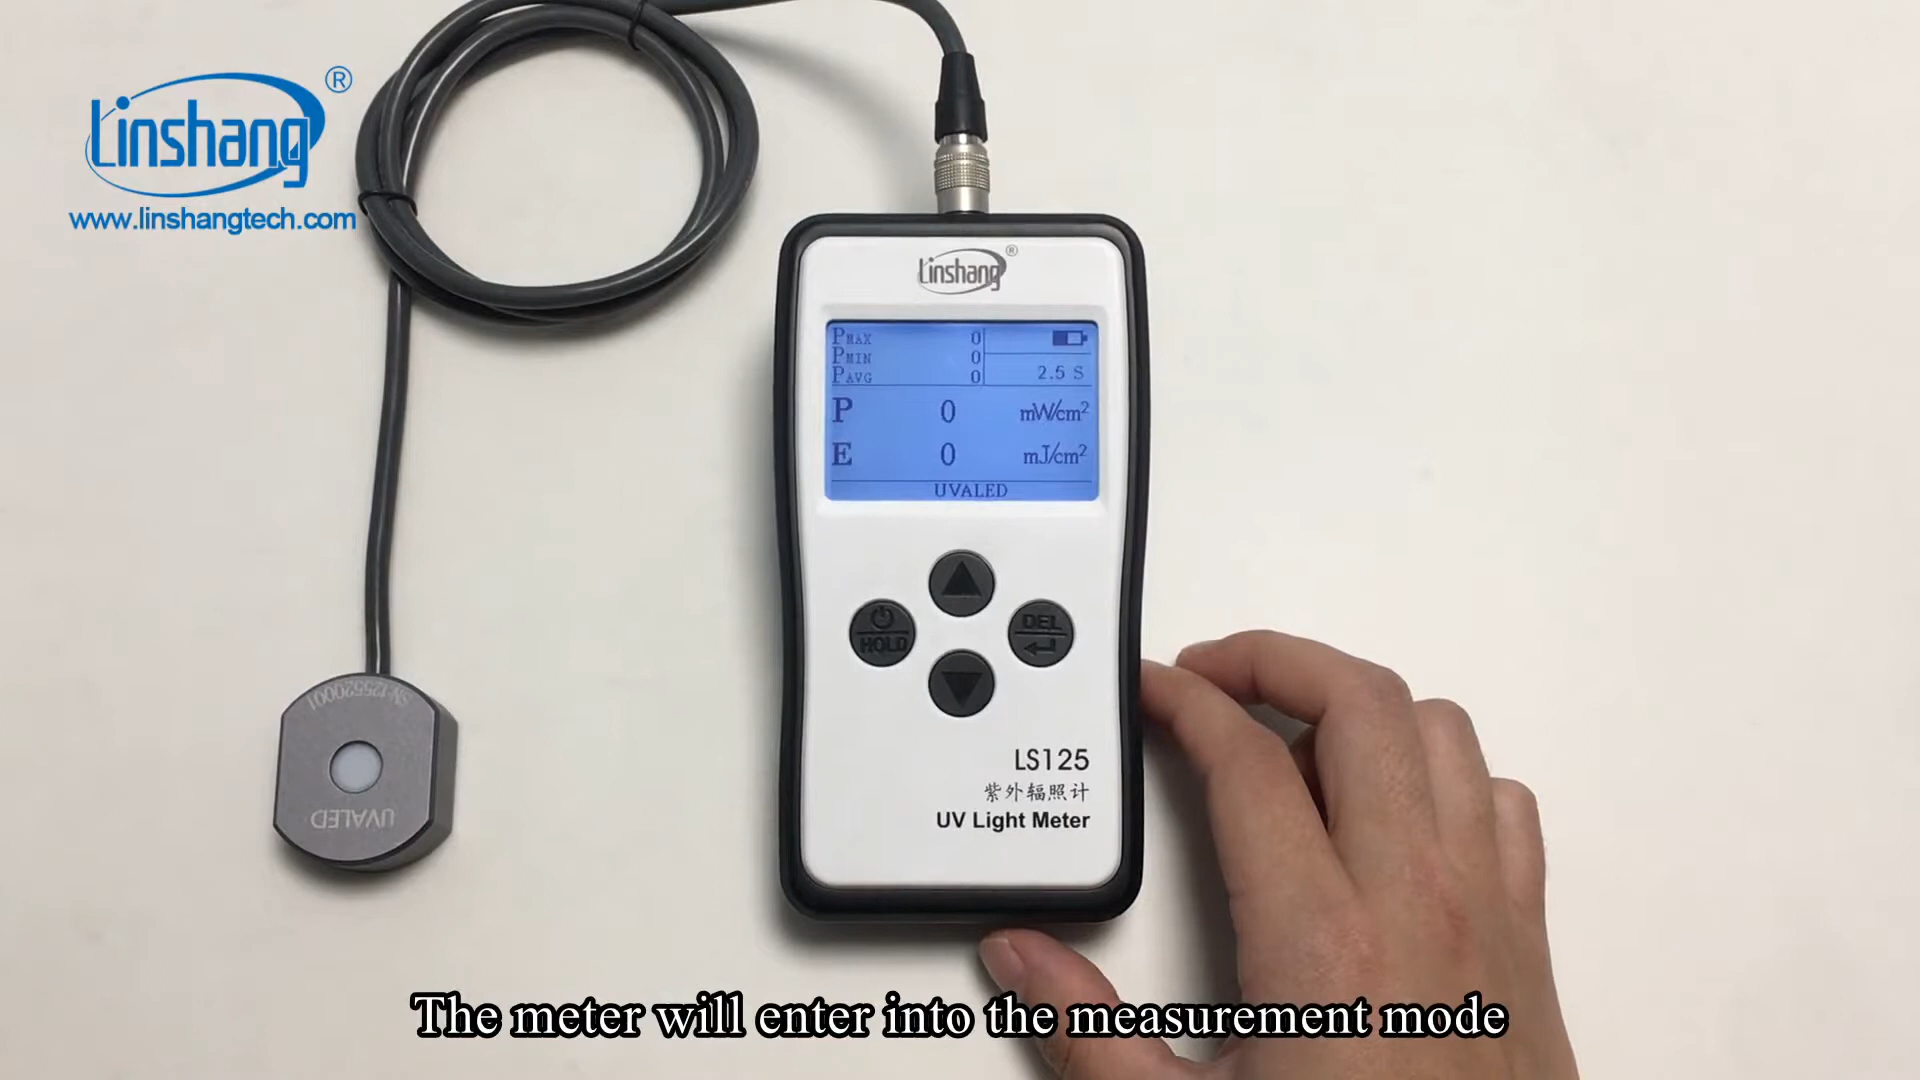 Linshang®
www.linshangtech.com
Linshang®
PMAX 0
PMIN 0
PAVG 0
2.5 S
P 0 mW/cm²
E 0 mJ/cm²
UVALED
HOLD
DEL
LS125
紫外辐照计
UV Light Meter
SN:125520001
UVALED
The meter will enter into the measurement mode